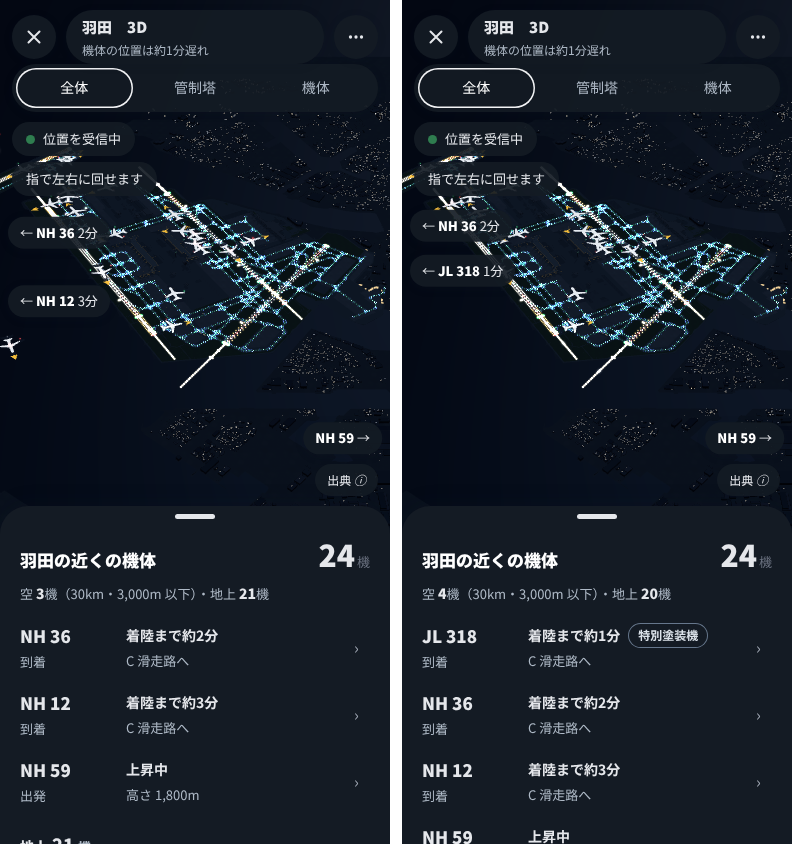 羽田 3D
機体の位置は約1分遅れ
全体 管制塔 機体
位置を受信中
指で左右に回せます
← NH 36 2分
← NH 12 3分
NH 59 →
出典 ⓘ
羽田の近くの機体 24機
空 3機（30km・3,000m 以下）・地上 21機
NH 36 着陸まで約2分
到着 C 滑走路へ
NH 12 着陸まで約3分
到着 C 滑走路へ
NH 59 上昇中
出発 高さ 1,800m
地上 21 機
羽田 3D
機体の位置は約1分遅れ
全体 管制塔 機体
位置を受信中
指で左右に回せます
← NH 36 2分
← JL 318 1分
NH 59 →
出典 ⓘ
羽田の近くの機体 24機
空 4機（30km・3,000m 以下）・地上 20機
JL 318 着陸まで約1分 特別塗装機
到着 C 滑走路へ
NH 36 着陸まで約2分
到着 C 滑走路へ
NH 12 着陸まで約3分
到着 C 滑走路へ
NH 59 上昇中